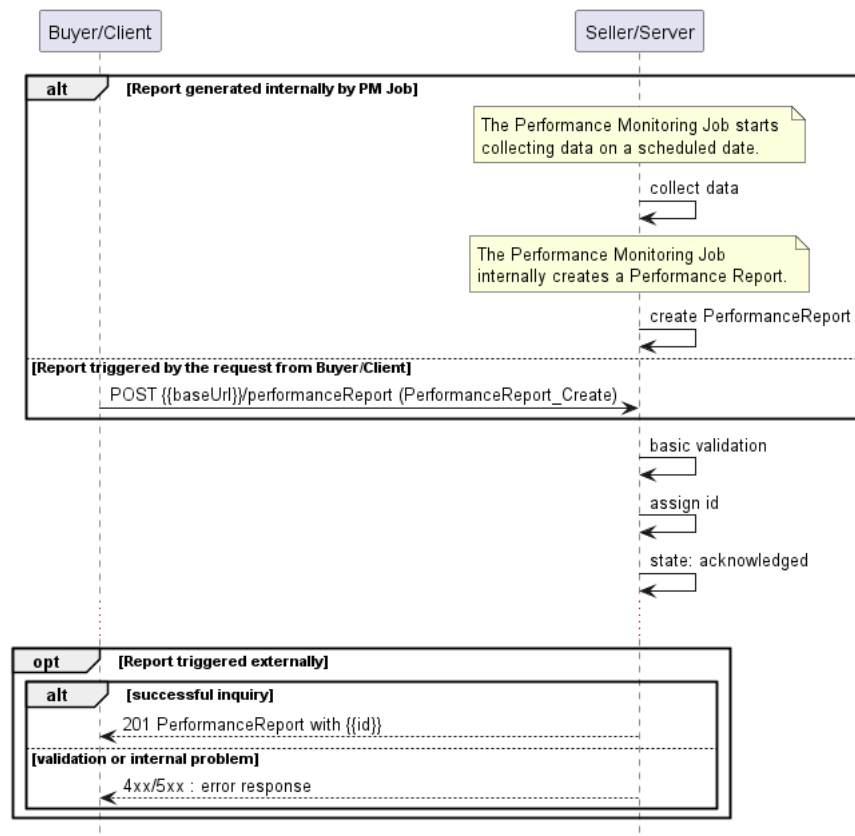 Buyer/Client
Seller/Server
alt
[Report generated internally by PM Job]
The Performance Monitoring Job starts
collecting data on a scheduled date.
collect data
The Performance Monitoring Job
internally creates a Performance Report.
create PerformanceReport
[Report triggered by the request from Buyer/Client]
POST {{baseUrl}}/performanceReport (PerformanceReport_Create)
basic validation
assign id
state: acknowledged
opt
[Report triggered externally]
alt
[successful inquiry]
201 PerformanceReport with {{id}}
[validation or internal problem]
4xx/5xx : error response